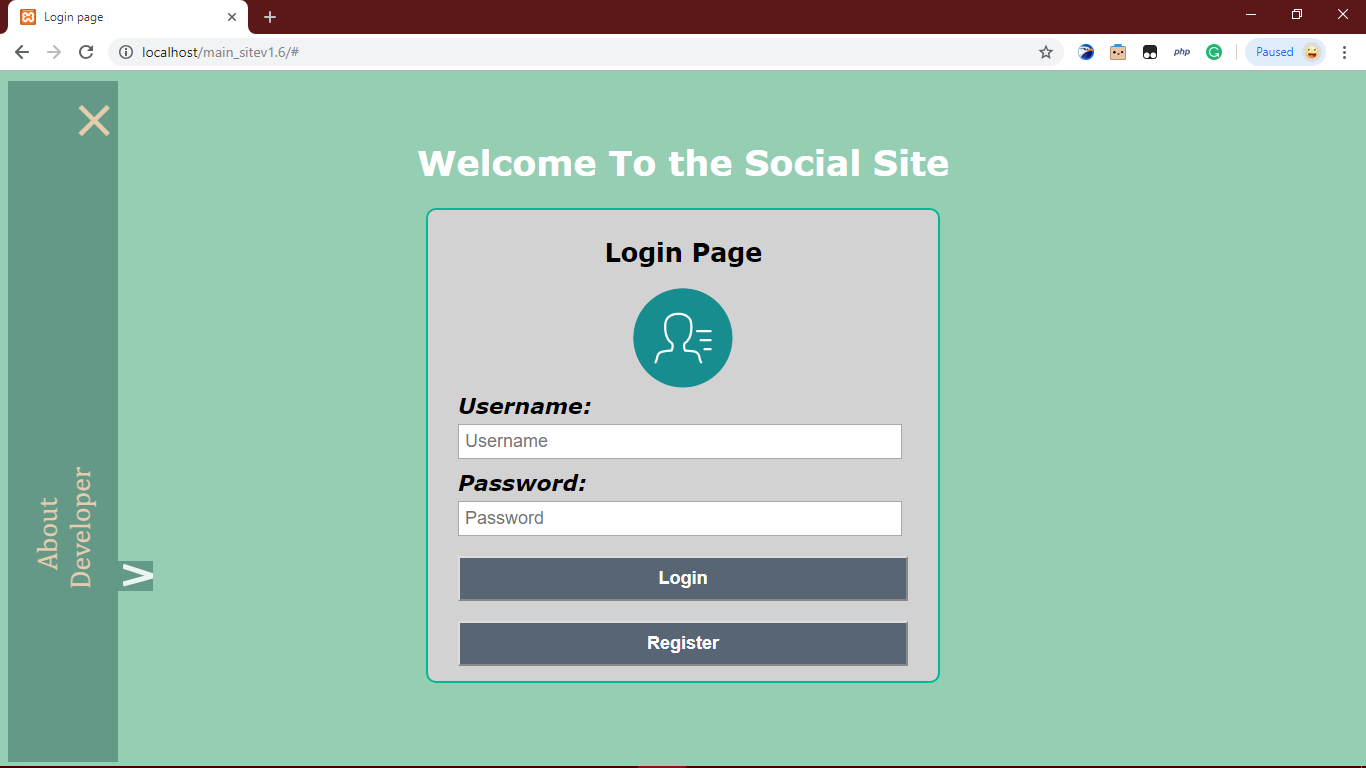 Login page
localhost/main_sitev1.6/#
php
Paused
Welcome To the Social Site
Login Page
Username:
Username
Password:
Password
Login
Register
About
Developer
V